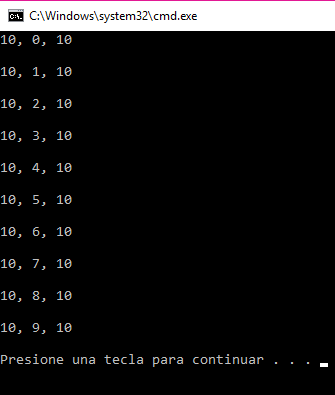 C:\Windows\system32\cmd.exe
10, 0, 10
10, 1, 10
10, 2, 10
10, 3, 10
10, 4, 10
10, 5, 10
10, 6, 10
10, 7, 10
10, 8, 10
10, 9, 10
Presione una tecla para continuar . . .